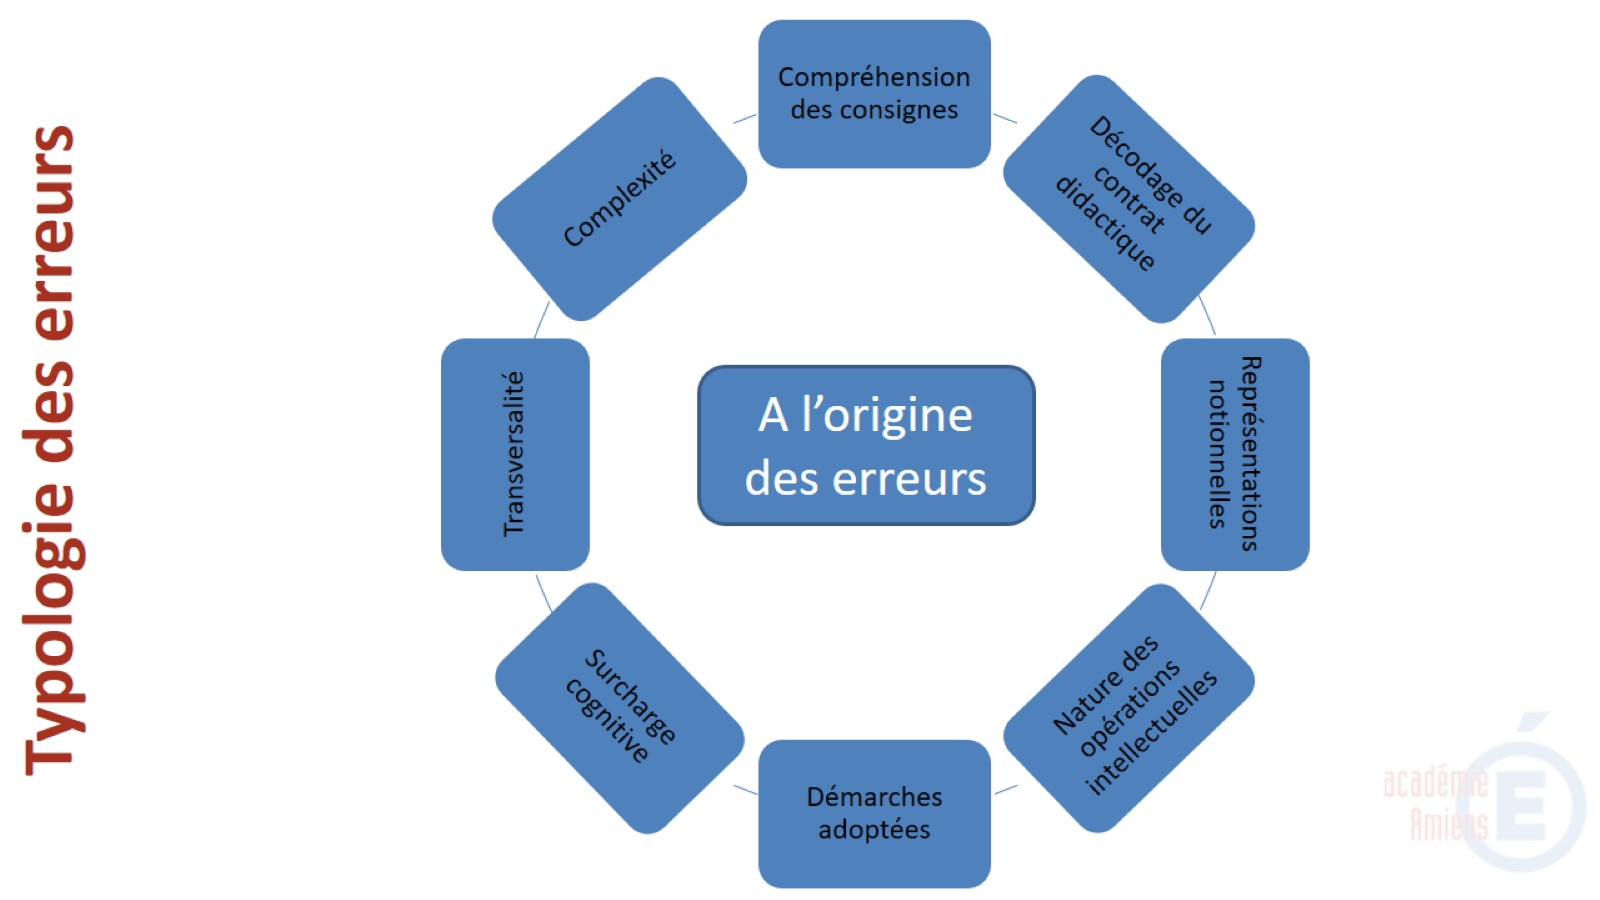 Typologie des erreurs
Compréhension
des consignes
Décodage du
contrat
didactique
Représentations
notionnelles
Nature des
opérations
intellectuelles
Démarches
adoptées
Surcharge
cognitive
Transversalité
Complexité
A l’origine
des erreurs
académie
Amiens
É